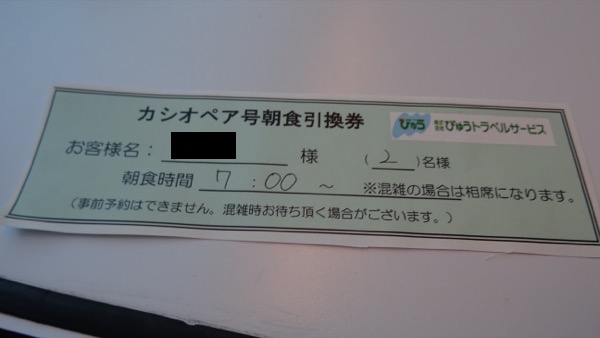 カシオペア号朝食引換券
びゅう 株式会社びゅうトラベルサービス
お客様名： 様 （2）名様
朝食時間 7：00 〜 ※混雑の場合は相席になります。
（事前予約はできません。混雑時お待ち頂く場合がございます。）